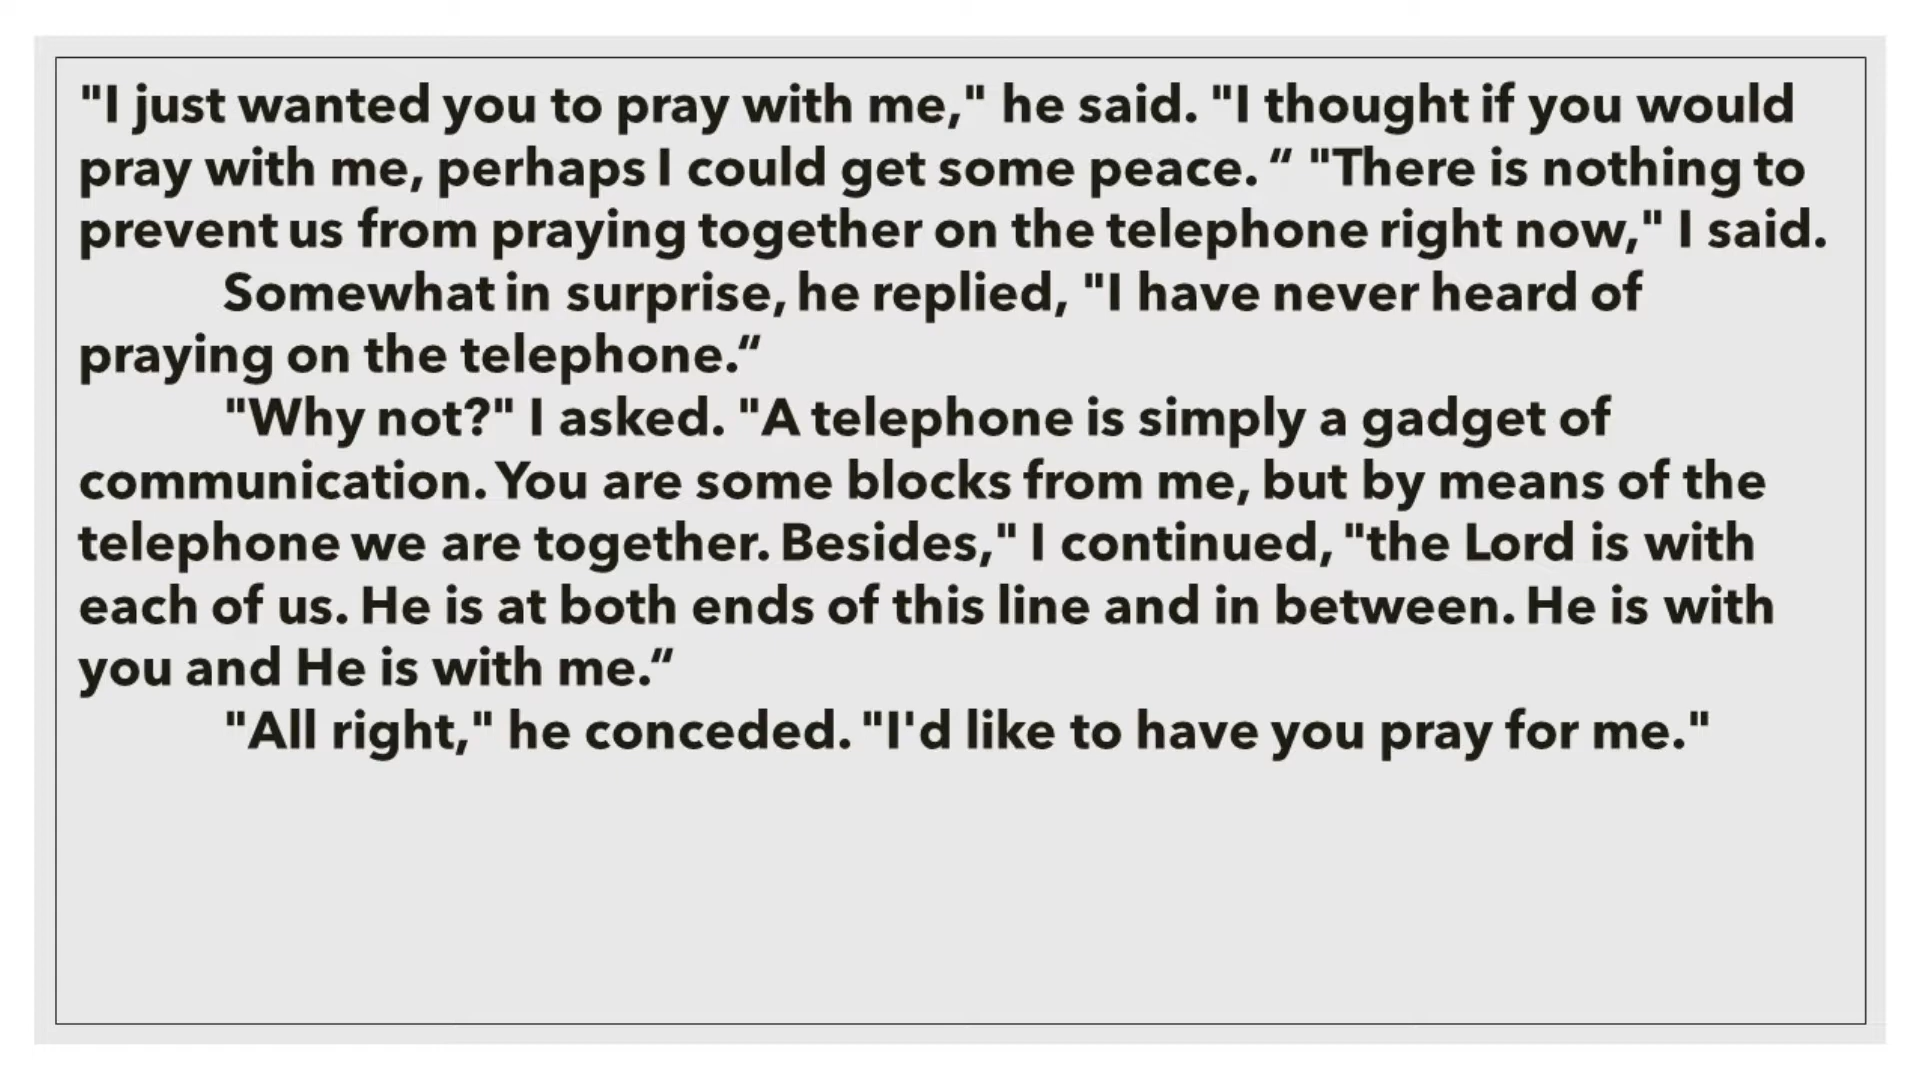 "I just wanted you to pray with me," he said. "I thought if you would
pray with me, perhaps I could get some peace. “ "There is nothing to
prevent us from praying together on the telephone right now," I said.
Somewhat in surprise, he replied, "I have never heard of
praying on the telephone.“
"Why not?" I asked. "A telephone is simply a gadget of
communication. You are some blocks from me, but by means of the
telephone we are together. Besides," I continued, "the Lord is with
each of us. He is at both ends of this line and in between. He is with
you and He is with me.“
"All right," he conceded. "I'd like to have you pray for me."